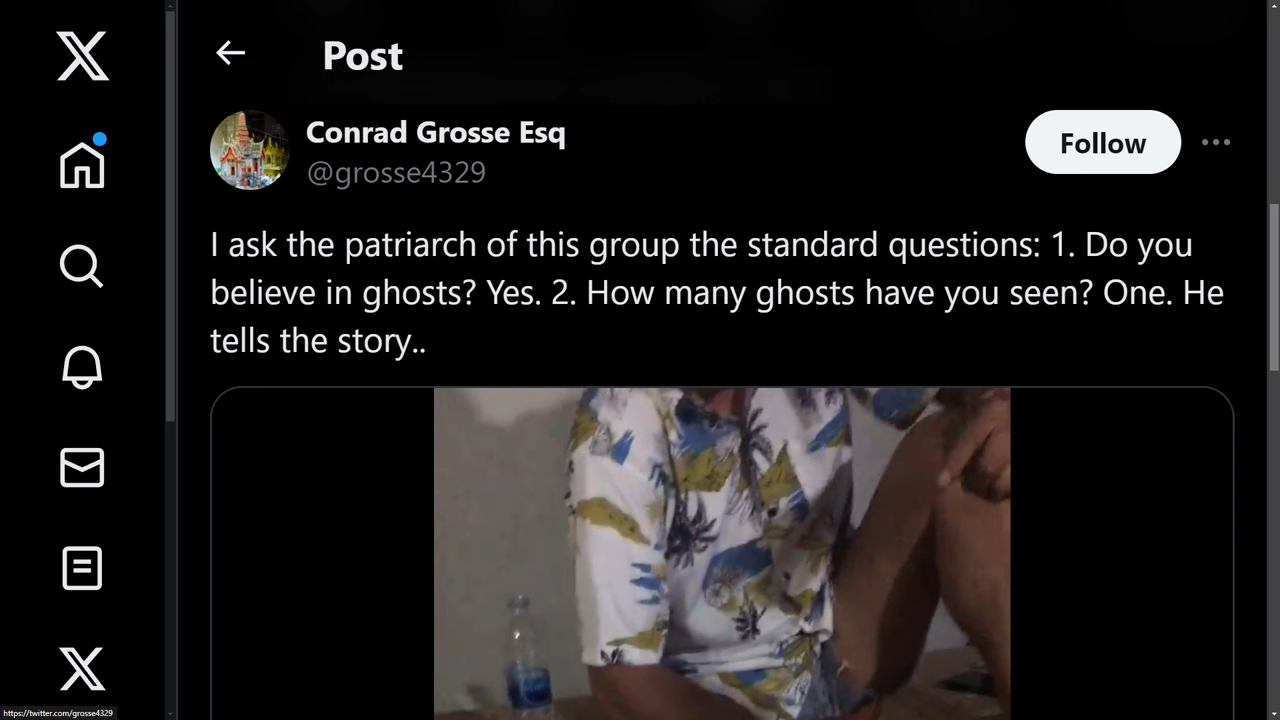 Post
Conrad Grosse Esq
@grosse4329
Follow
I ask the patriarch of this group the standard questions: 1. Do you
believe in ghosts? Yes. 2. How many ghosts have you seen? One. He
tells the story..
https://twitter.com/grosse4329